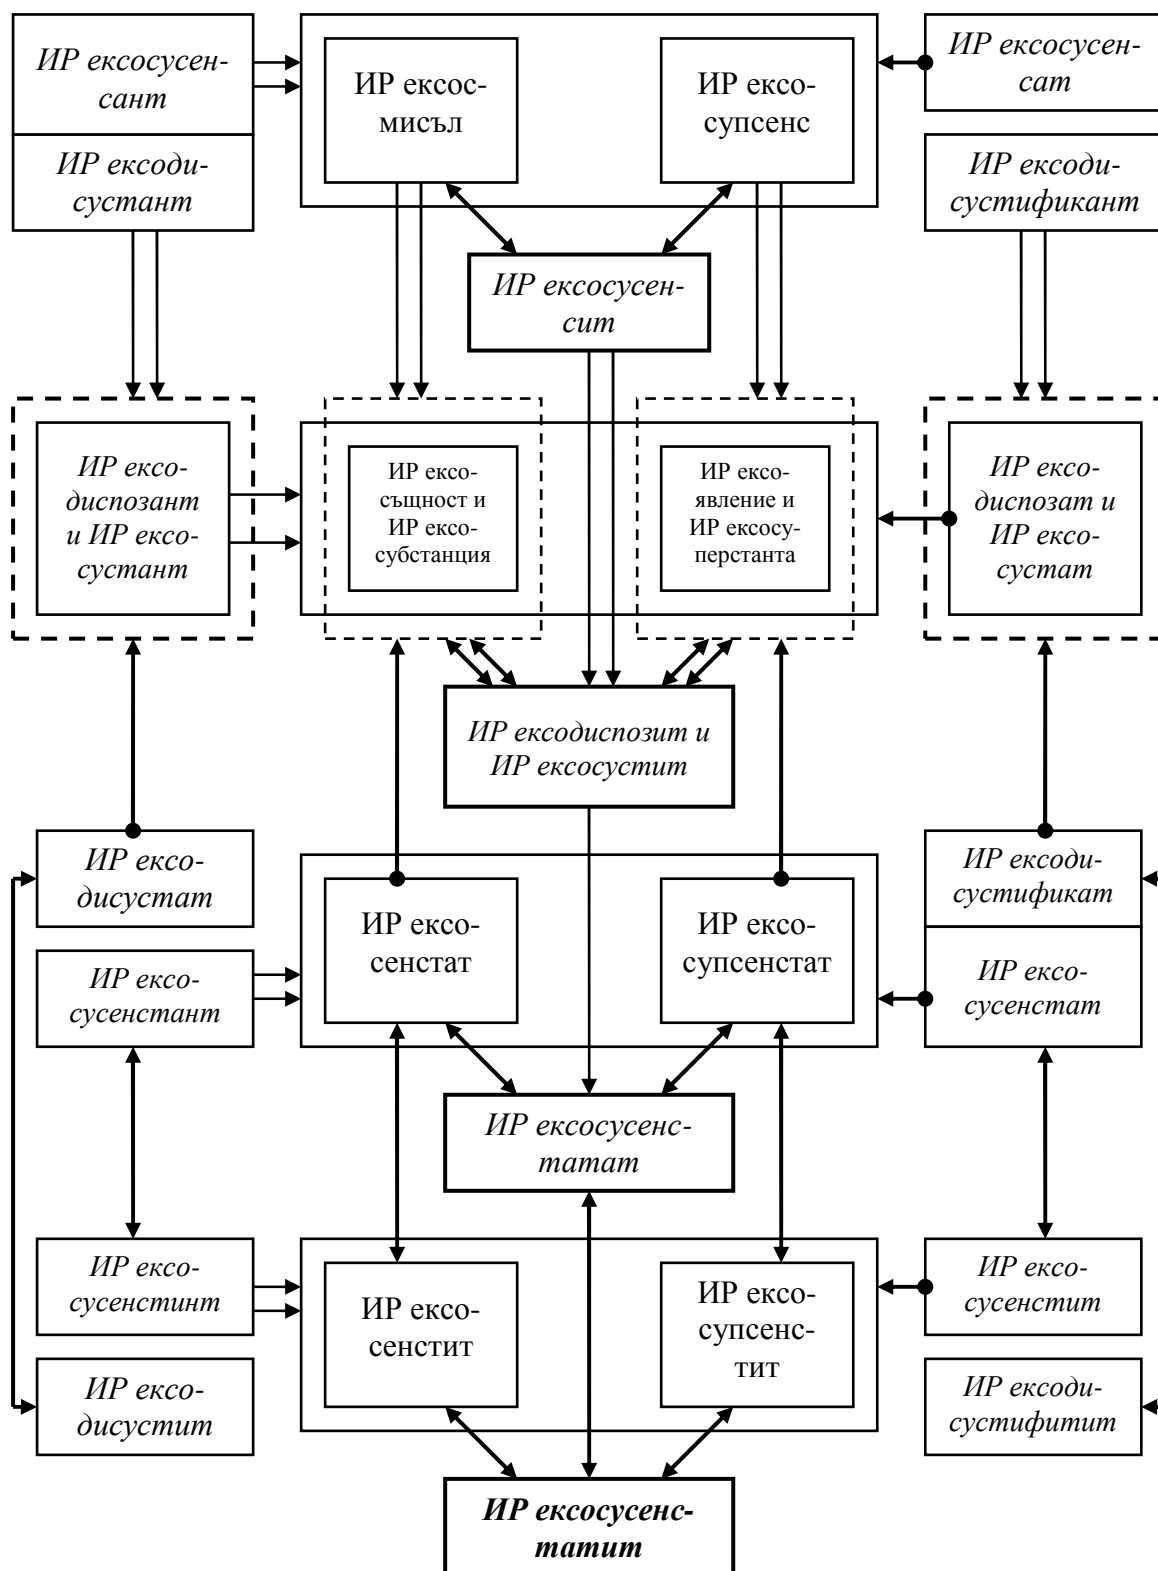 ИР ексосусен-
сант
ИР ексос-
мисъл
ИР ексо-
супсенс
ИР ексосусен-
сат
ИР ексоди-
сустант
ИР ексоди-
сустификант
ИР ексосусен-
сит
ИР ексо-
диспозант
и ИР ексо-
сустант
ИР ексо-
същност и
ИР ексо-
субстанция
ИР ексо-
явление и
ИР ексосу-
перстанта
ИР ексо-
диспозат и
ИР ексо-
сустат
ИР ексодиспозит и
ИР ексосустит
ИР ексо-
дисустат
ИР ексо-
сенстат
ИР ексо-
супсенстат
ИР ексоди-
сустификат
ИР ексо-
сусенстант
ИР ексо-
сусенстат
ИР ексосусенс-
татат
ИР ексо-
сусенстинт
ИР ексо-
сенстит
ИР ексо-
супсенс-
тит
ИР ексо-
сусенстит
ИР ексо-
дисустит
ИР ексоди-
сустифитит
ИР ексосусенс-
татит